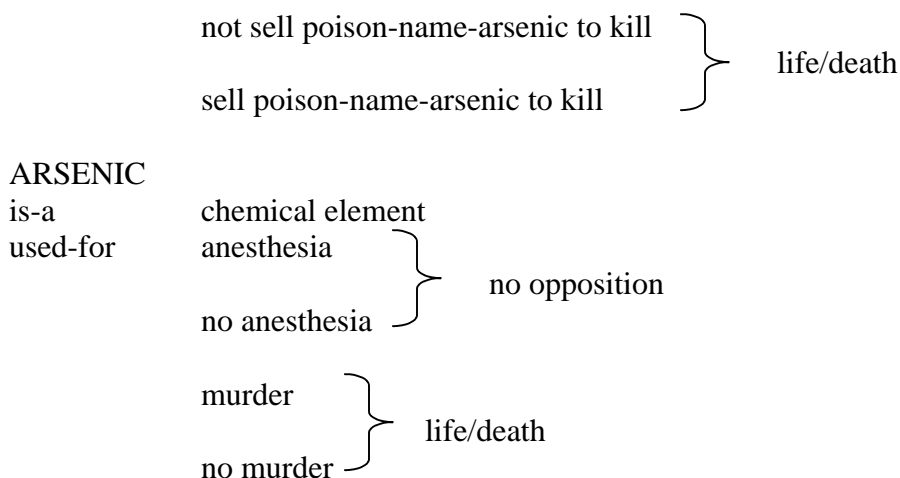 not sell poison-name-arsenic to kill
life/death
sell poison-name-arsenic to kill
ARSENIC
is-a chemical element
used-for anesthesia
no opposition
no anesthesia
murder
life/death
no murder